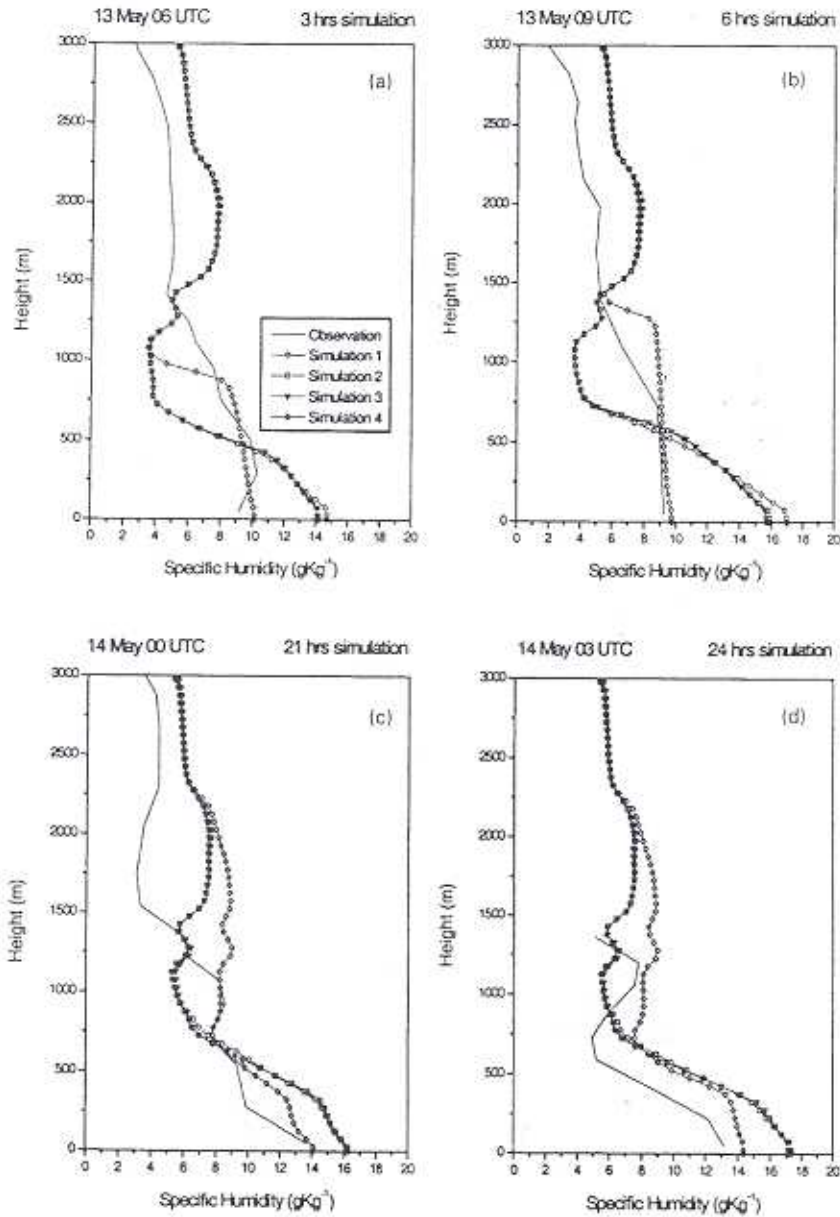 13 May 06 UTC 3 hrs simulation
3000
2500
2000
1500
1000
500
0
(a)
Height (m)
Observation
Simulation 1
Simulation 2
Simulation 3
Simulation 4
0 2 4 6 8 10 12 14 16 18 20
Specific Humidity (gKg⁻¹)
13 May 09 UTC 6 hrs simulation
3000
2500
2000
1500
1000
500
0
(b)
Height (m)
0 2 4 6 8 10 12 14 16 18 20
Specific Humidity (gKg⁻¹)
14 May 00 UTC 21 hrs simulation
3000
2500
2000
1500
1000
500
0
(c)
Height (m)
0 2 4 6 8 10 12 14 16 18 20
Specific Humidity (gKg⁻¹)
14 May 03 UTC 24 hrs simulation
3000
2500
2000
1500
1000
500
0
(d)
Height (m)
0 2 4 6 8 10 12 14 16 18 20
Specific Humidity (gKg⁻¹)